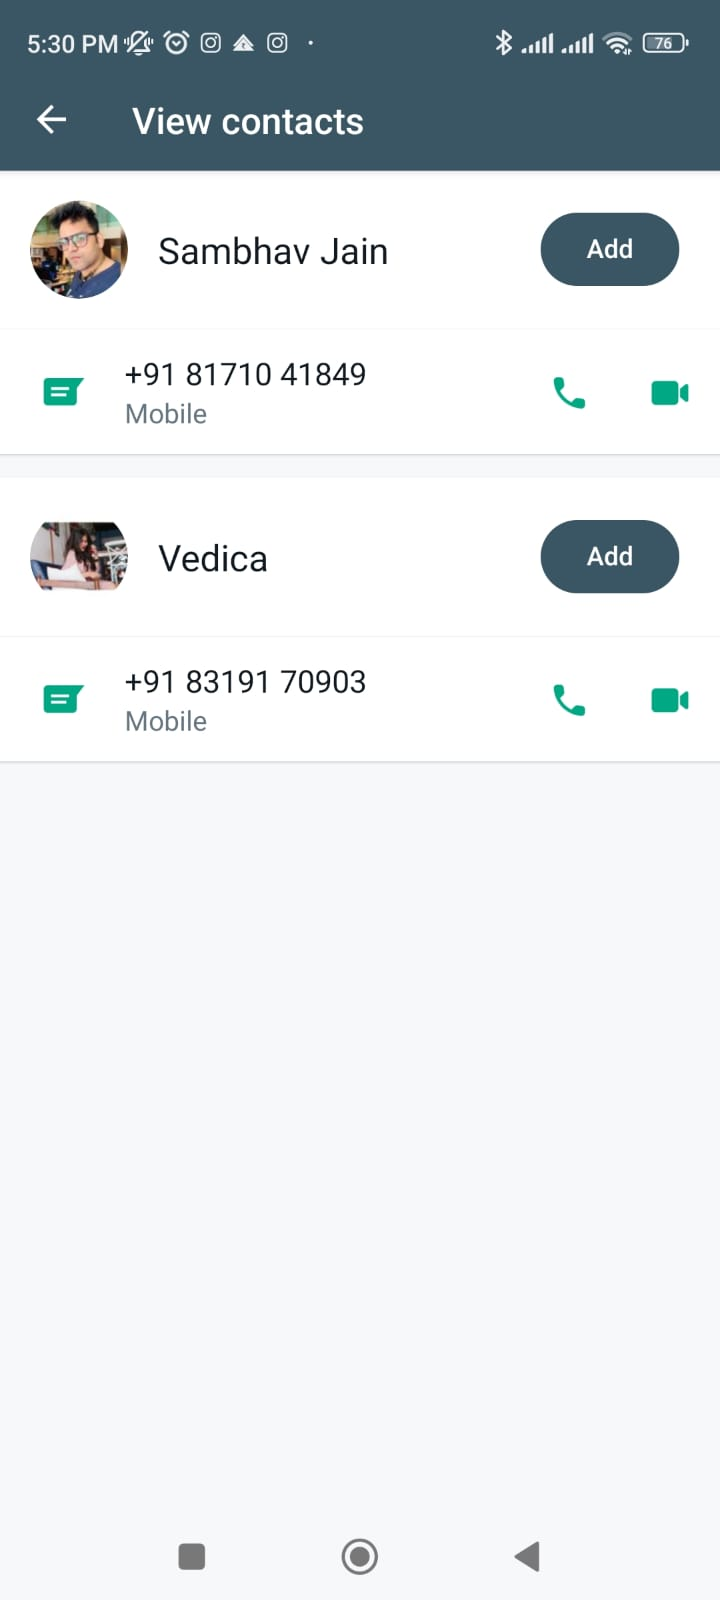 5:30 PM
76
View contacts
Sambhav Jain
Add
+91 81710 41849
Mobile
Vedica
Add
+91 83191 70903
Mobile